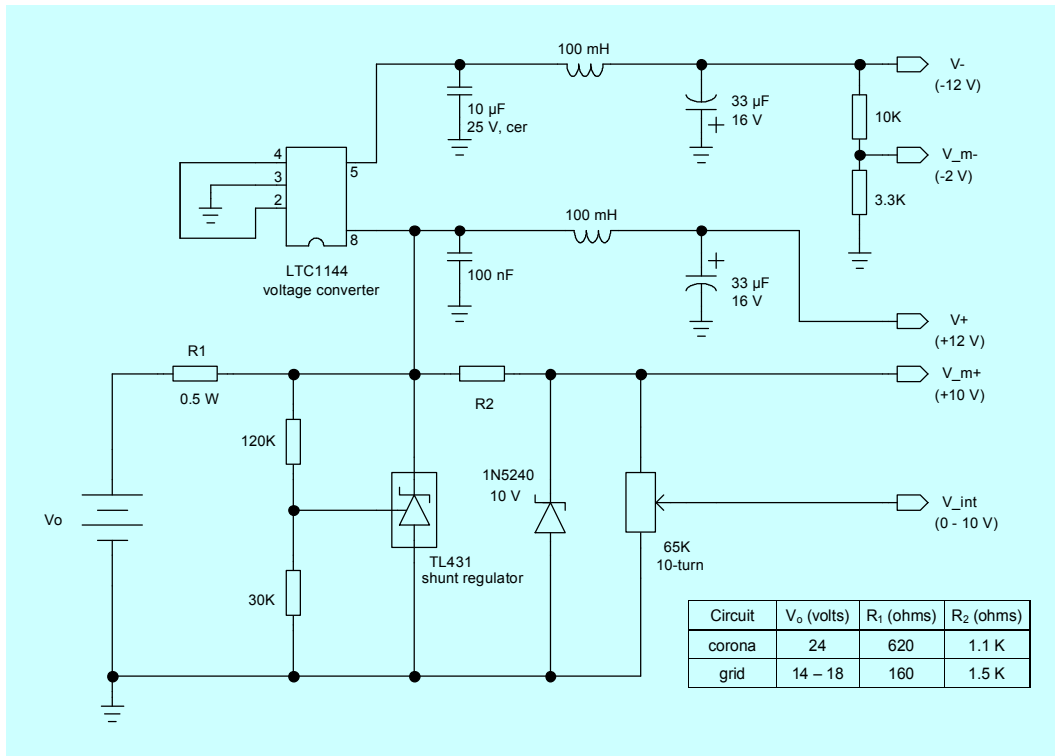 100 mH
V-
(-12 V)
10 µF
25 V, cer
33 µF
16 V
+
10K
V_m-
(-2 V)
3.3K
4
3
2
5
8
LTC1144
voltage converter
100 mH
100 nF
+
33 µF
16 V
V+
(+12 V)
R1
0.5 W
R2
V_m+
(+10 V)
120K
1N5240
10 V
V_int
(0 - 10 V)
Vo
TL431
shunt regulator
65K
10-turn
30K
Circuit Vₒ (volts) R₁ (ohms) R₂ (ohms)
corona 24 620 1.1 K
grid 14 – 18 160 1.5 K